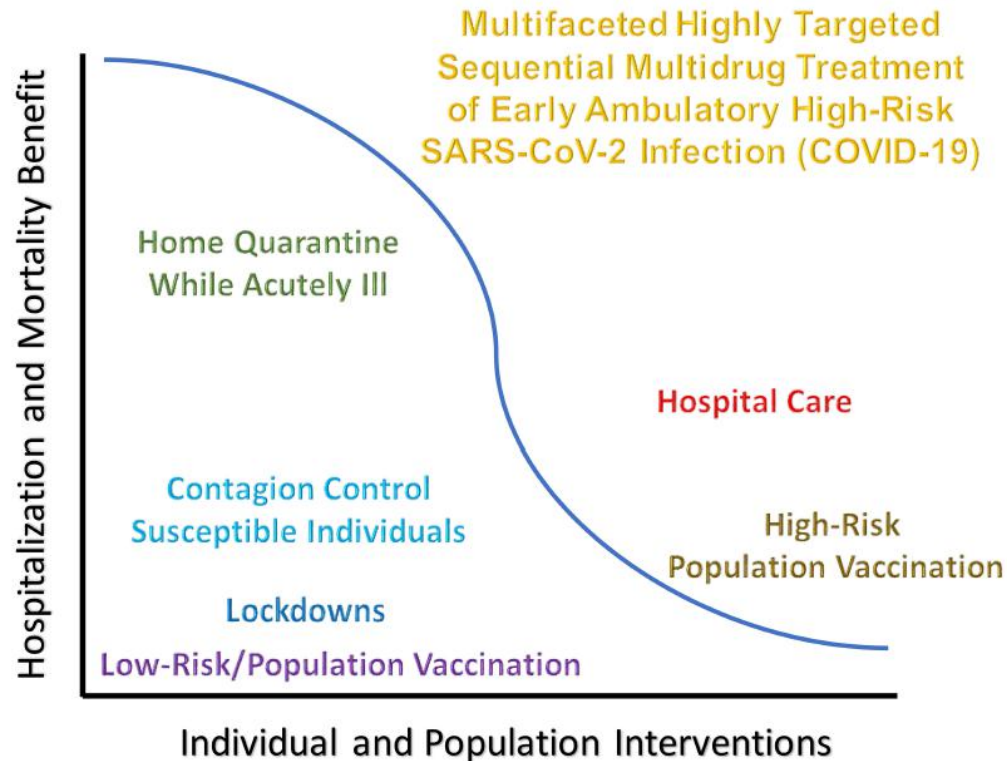 Multifaceted Highly Targeted
Sequential Multidrug Treatment
of Early Ambulatory High-Risk
SARS-CoV-2 Infection (COVID-19)
Hospitalization and Mortality Benefit
Home Quarantine
While Acutely Ill
Hospital Care
Contagion Control
Susceptible Individuals
High-Risk
Population Vaccination
Lockdowns
Low-Risk/Population Vaccination
Individual and Population Interventions